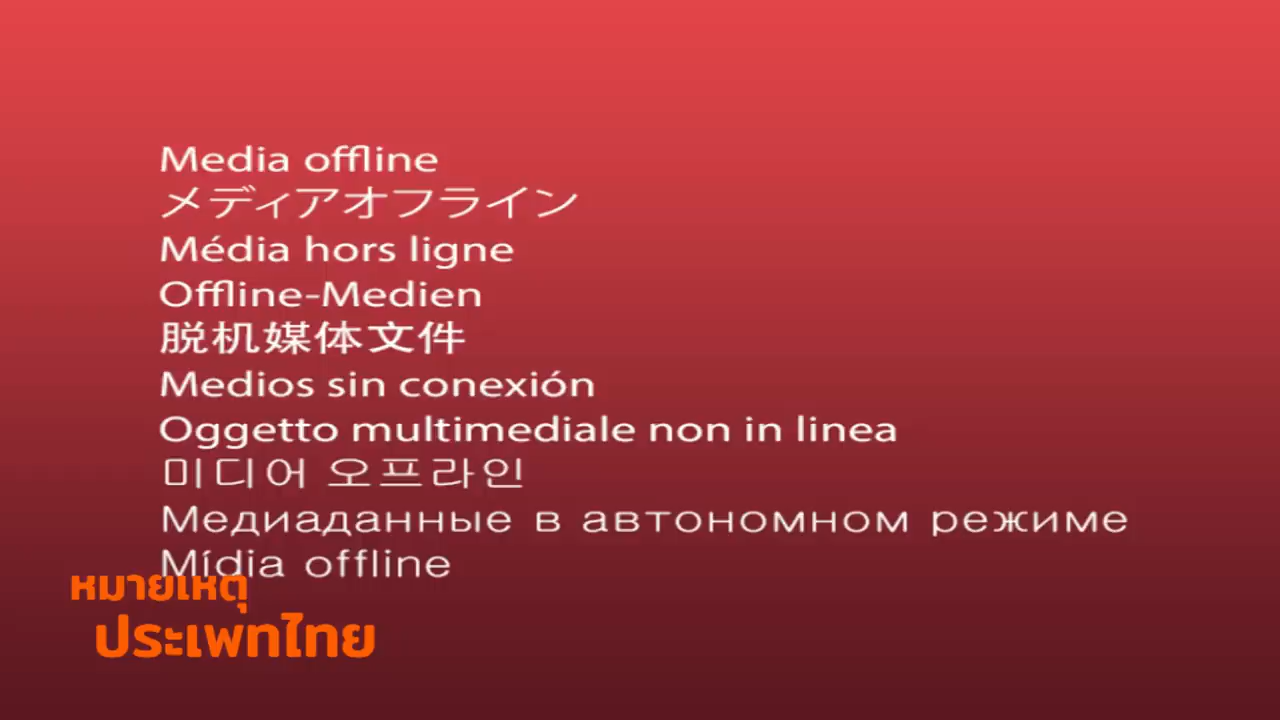 Media offline
メディアオフライン
Média hors ligne
Offline-Medien
脱机媒体文件
Medios sin conexión
Oggetto multimediale non in linea
미디어 오프라인
Медиаданные в автономном режиме
Mídia offline
หมายเหตุ
ประเพทไทย